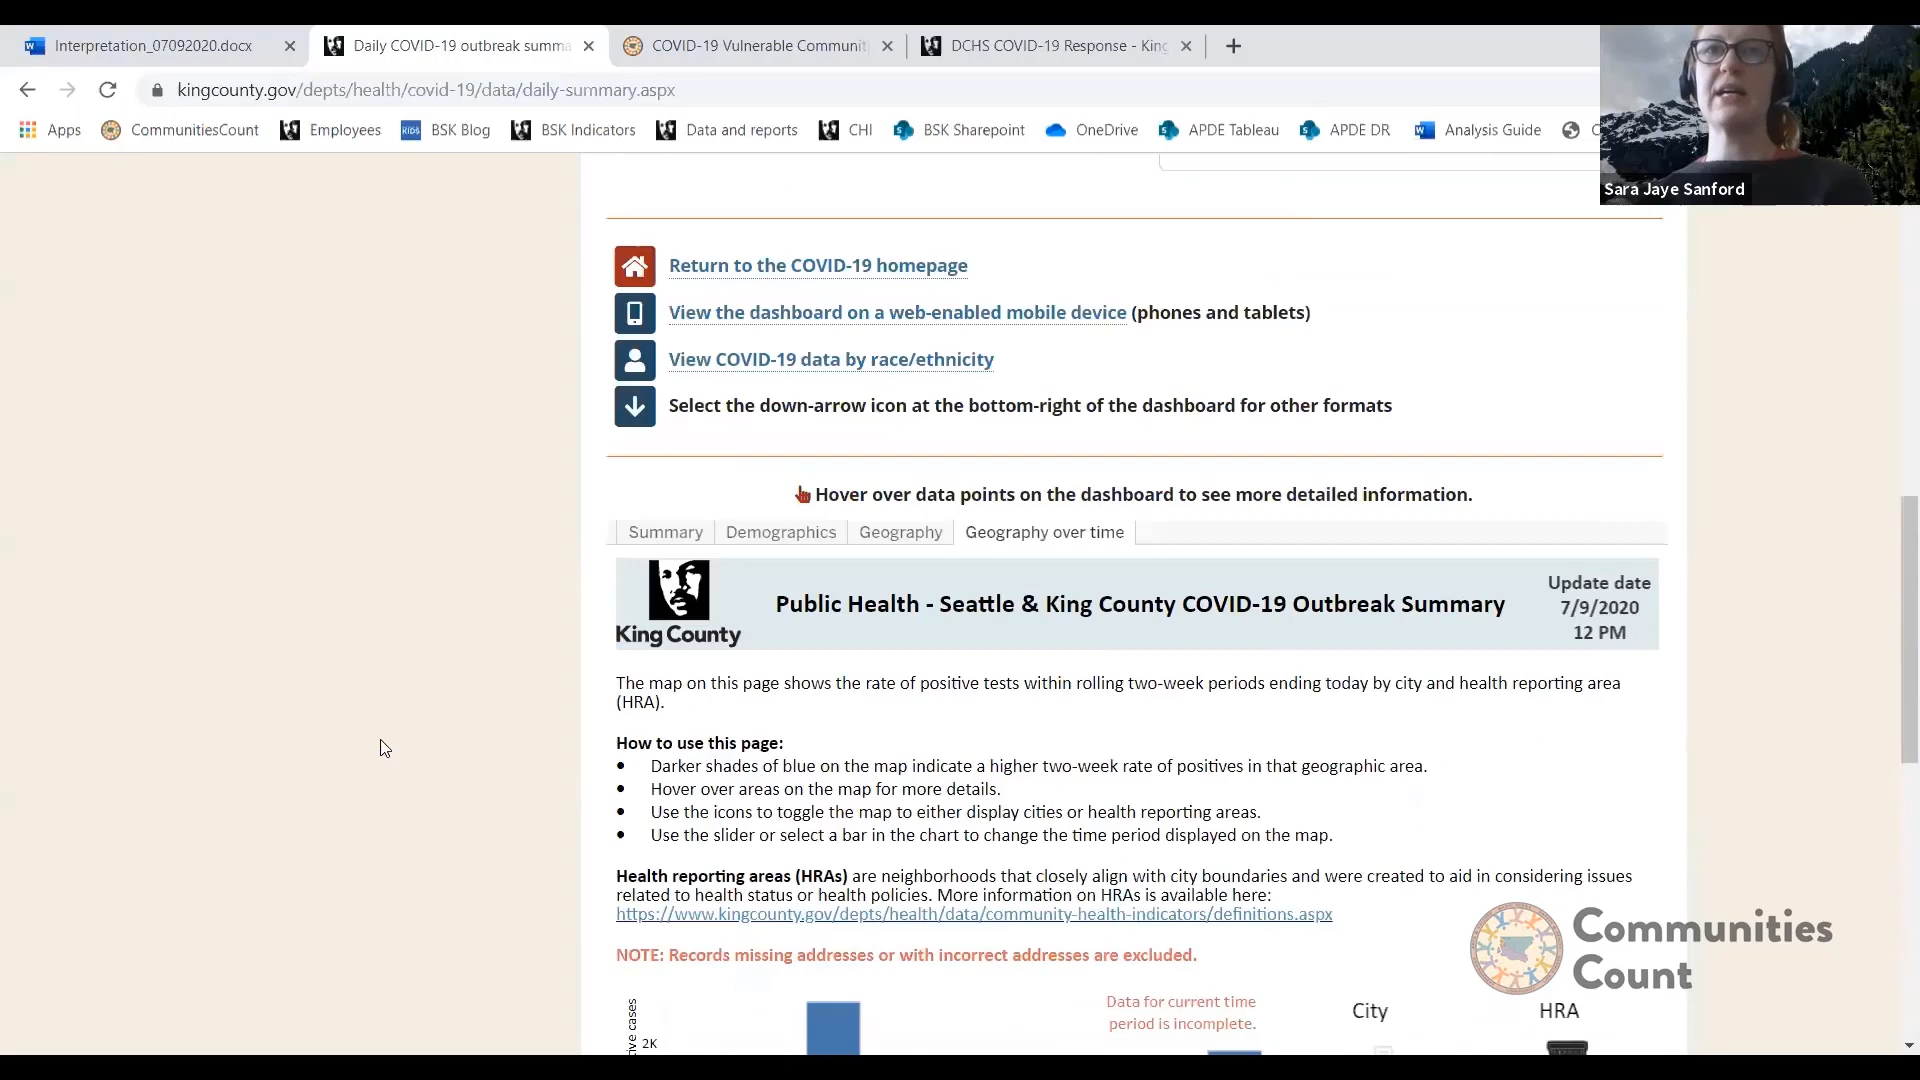 Interpretation_07092020.docx
Daily COVID-19 outbreak summa
COVID-19 Vulnerable Communit
DCHS COVID-19 Response - King
kingcounty.gov/depts/health/covid-19/data/daily-summary.aspx
Apps
CommunitiesCount
Employees
BSK Blog
BSK Indicators
Data and reports
CHI
BSK Sharepoint
OneDrive
APDE Tableau
APDE DR
Analysis Guide
Sara Jaye Sanford
Return to the COVID-19 homepage
View the dashboard on a web-enabled mobile device (phones and tablets)
View COVID-19 data by race/ethnicity
Select the down-arrow icon at the bottom-right of the dashboard for other formats
Hover over data points on the dashboard to see more detailed information.
Summary
Demographics
Geography
Geography over time
King County
Public Health - Seattle & King County COVID-19 Outbreak Summary
Update date
7/9/2020
12 PM
The map on this page shows the rate of positive tests within rolling two-week periods ending today by city and health reporting area
(HRA).
How to use this page:
• Darker shades of blue on the map indicate a higher two-week rate of positives in that geographic area.
• Hover over areas on the map for more details.
• Use the icons to toggle the map to either display cities or health reporting areas.
• Use the slider or select a bar in the chart to change the time period displayed on the map.
Health reporting areas (HRAs) are neighborhoods that closely align with city boundaries and were created to aid in considering issues
related to health status or health policies. More information on HRAs is available here:
https://www.kingcounty.gov/depts/health/data/community-health-indicators/definitions.aspx
NOTE: Records missing addresses or with incorrect addresses are excluded.
Communities
Count
Data for current time
period is incomplete.
City
HRA
tive cases
2K